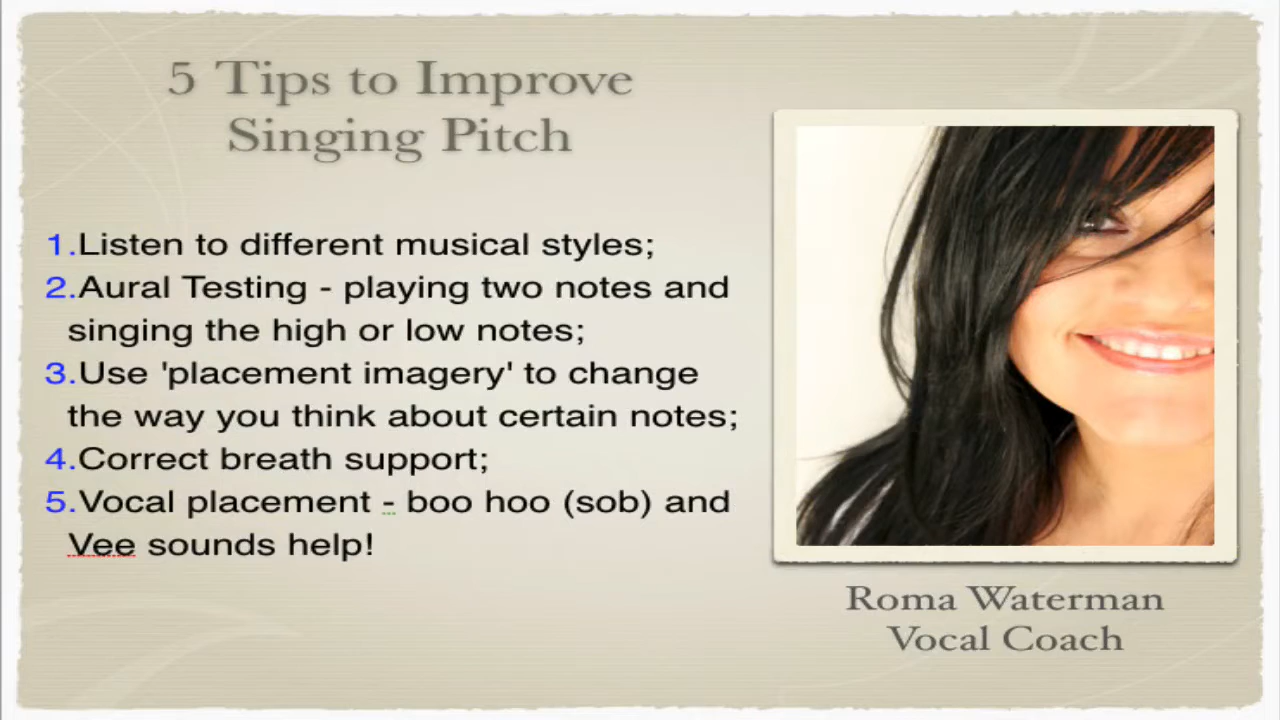 5 Tips to Improve
Singing Pitch
1.Listen to different musical styles;
2.Aural Testing - playing two notes and
singing the high or low notes;
3.Use 'placement imagery' to change
the way you think about certain notes;
4.Correct breath support;
5.Vocal placement - boo hoo (sob) and
Vee sounds help!
Roma Waterman
Vocal Coach